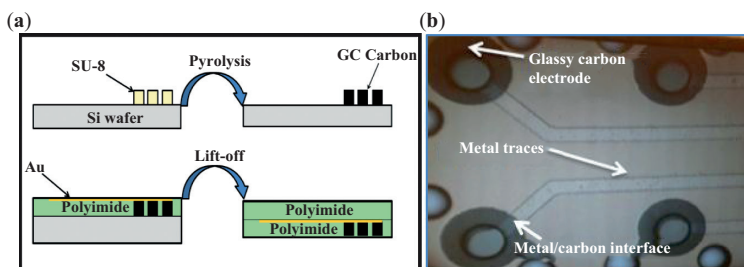 (a)
SU-8
Pyrolysis
GC Carbon
Si wafer
Au
Lift-off
Polyimide
Polyimide
Polyimide
(b)
Glassy carbon
electrode
Metal traces
Metal/carbon interface